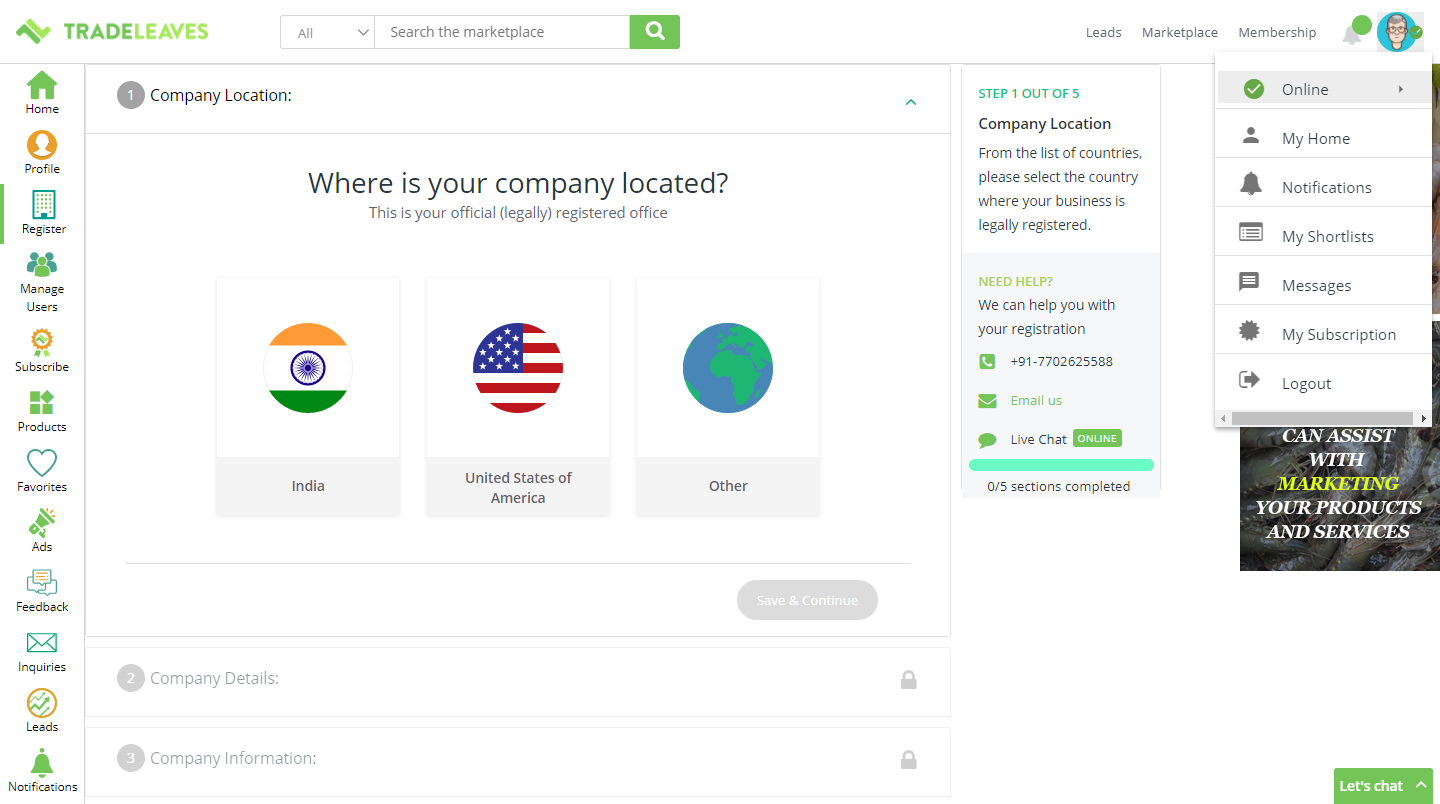 TRADELEAVES
All
Search the marketplace
Leads
Marketplace
Membership
Home
Profile
Register
Manage
Users
Subscribe
Products
Favorites
Ads
Feedback
Inquiries
Leads
Notifications
1 Company Location:
Where is your company located?
This is your official (legally) registered office
India
United States of
America
Other
Save & Continue
2 Company Details:
3 Company Information:
STEP 1 OUT OF 5
Company Location
From the list of countries,
please select the country
where your business is
legally registered.
NEED HELP?
We can help you with
your registration
+91-7702625588
Email us
Live Chat ONLINE
0/5 sections completed
Online
My Home
Notifications
My Shortlists
Messages
My Subscription
Logout
CAN ASSIST
WITH
MARKETING
YOUR PRODUCTS
AND SERVICES
Let's chat